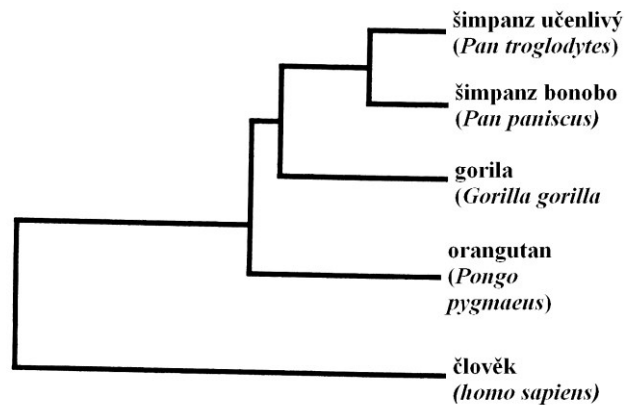 šimpanz učenlivý
(Pan troglodytes)
šimpanz bonobo
(Pan paniscus)
gorila
(Gorilla gorilla
orangutan
(Pongo
pygmaeus)
člověk
(homo sapiens)